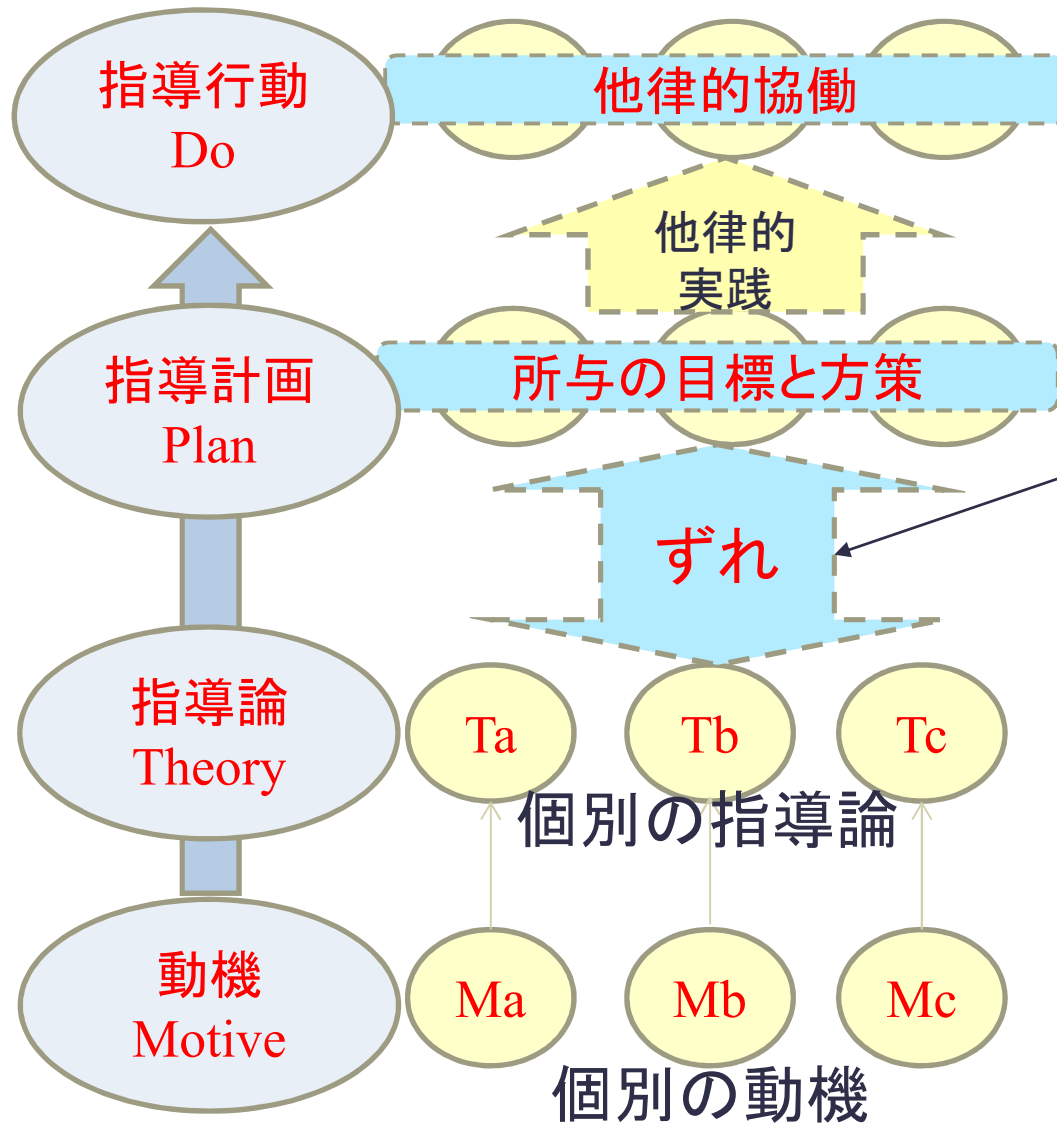 指導行動
Do
他律的協働
他律的
実践
指導計画
Plan
所与の目標と方策
ずれ
指導論
Theory
Ta
Tb
Tc
個別の指導論
動機
Motive
Ma
Mb
Mc
個別の動機